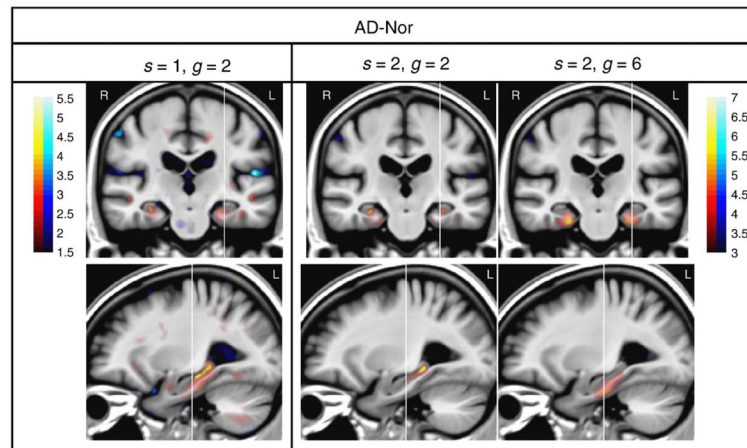 AD-Nor
s = 1, g = 2
s = 2, g = 2
s = 2, g = 6
R L
R L
L
5.5
5
4.5
4
3.5
3
2.5
2
1.5
7
6.5
6
5.5
5
4.5
4
3.5
3
L
L
L